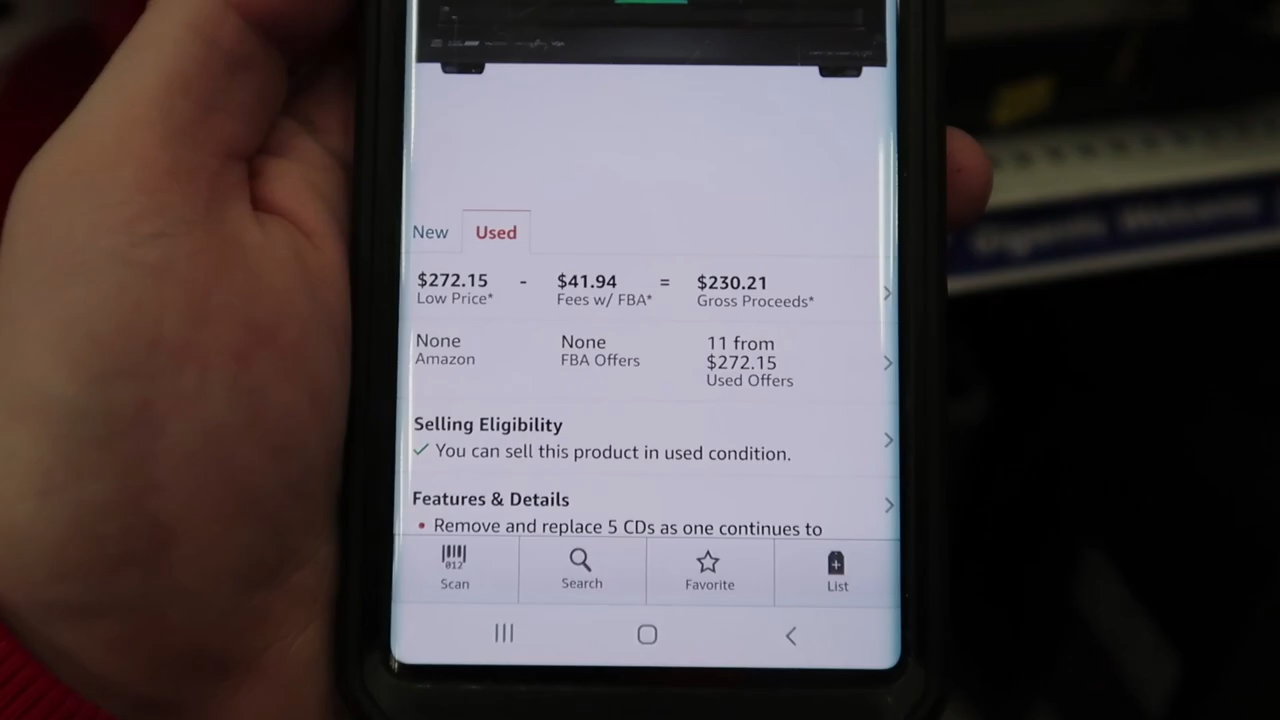 New Used
$272.15 - $41.94 = $230.21
Low Price* Fees w/ FBA* Gross Proceeds*
None None 11 from
Amazon FBA Offers $272.15
Used Offers
Selling Eligibility
✓ You can sell this product in used condition.
Features & Details
• Remove and replace 5 CDs as one continues to
Scan Search Favorite List